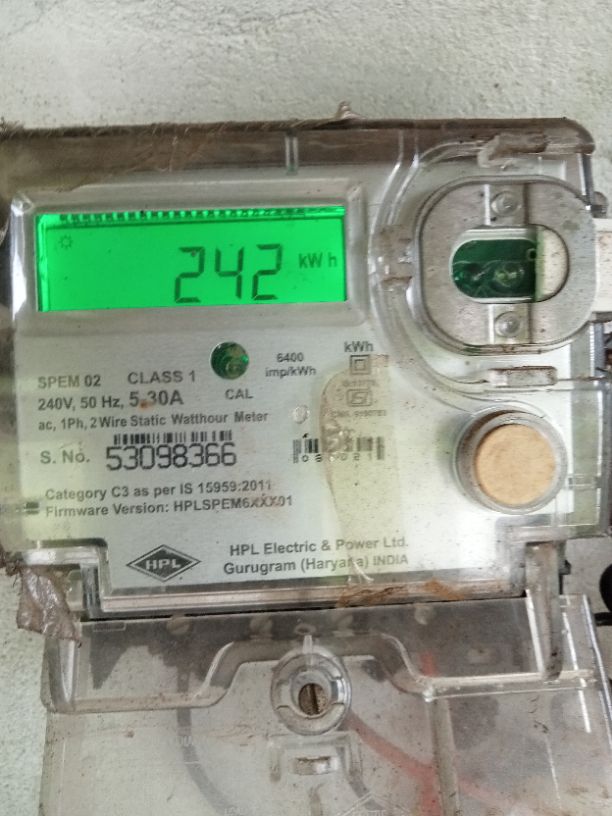 242 kWh
6400
imp/kWh
kWh
SPEM 02 CLASS 1
CAL
240V, 50 Hz, 5-30A
ac, 1Ph, 2 Wire Static Watthour Meter
S. No. 53098366
Category C3 as per IS 15959:2011
Firmware Version: HPLSPEM6XXX01
HPL
HPL Electric & Power Ltd.
Gurugram (Haryana) INDIA